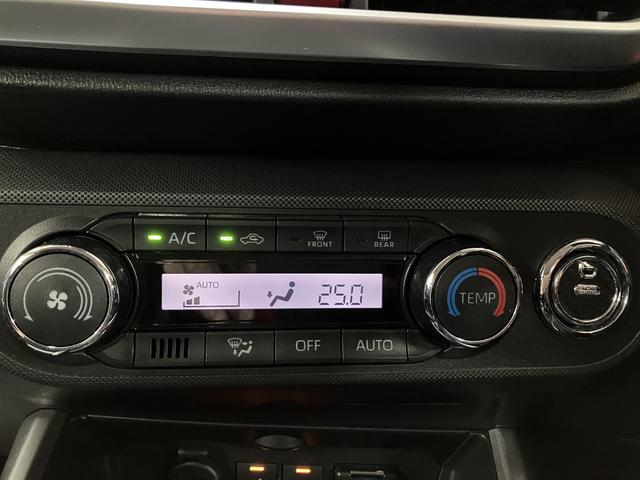 A/C
FRONT
REAR
AUTO
25.0
TEMP
OFF
AUTO